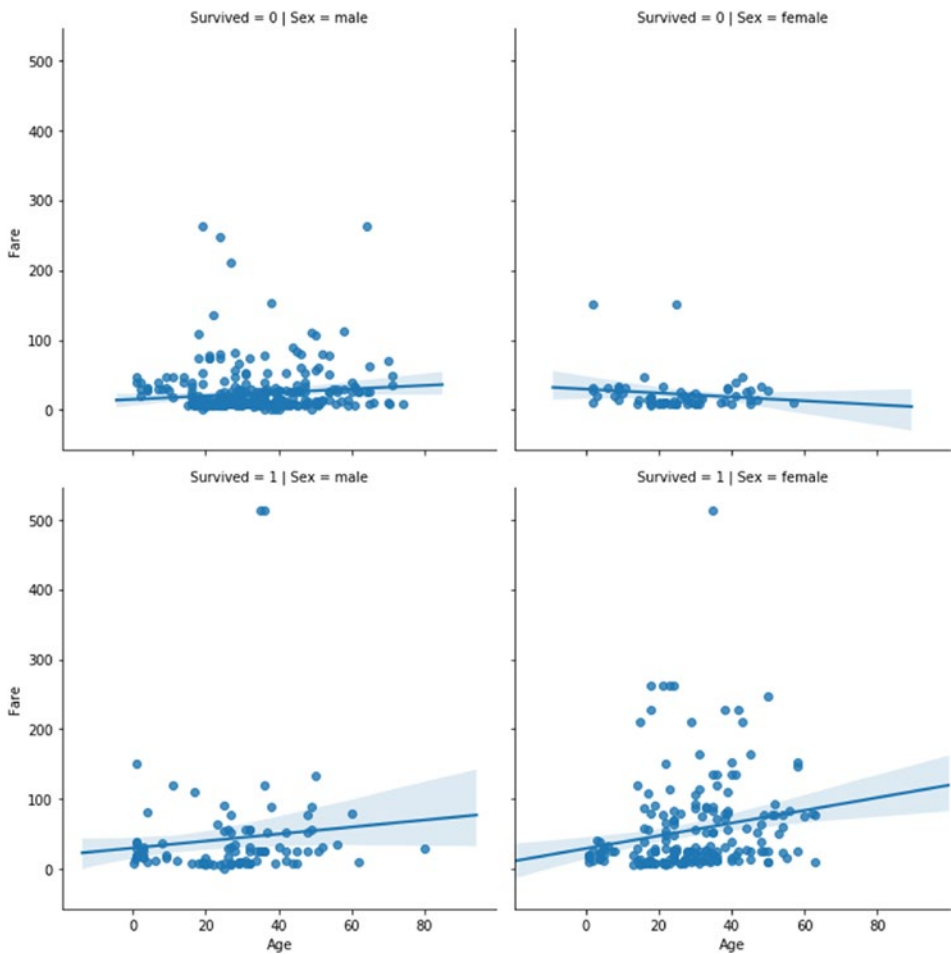 Survived = 0 | Sex = male
Survived = 0 | Sex = female
500
400
300
200
100
0
Fare
Survived = 1 | Sex = male
Survived = 1 | Sex = female
500
400
300
200
100
0
Fare
0 20 40 60 80
0 20 40 60 80
Age
Age